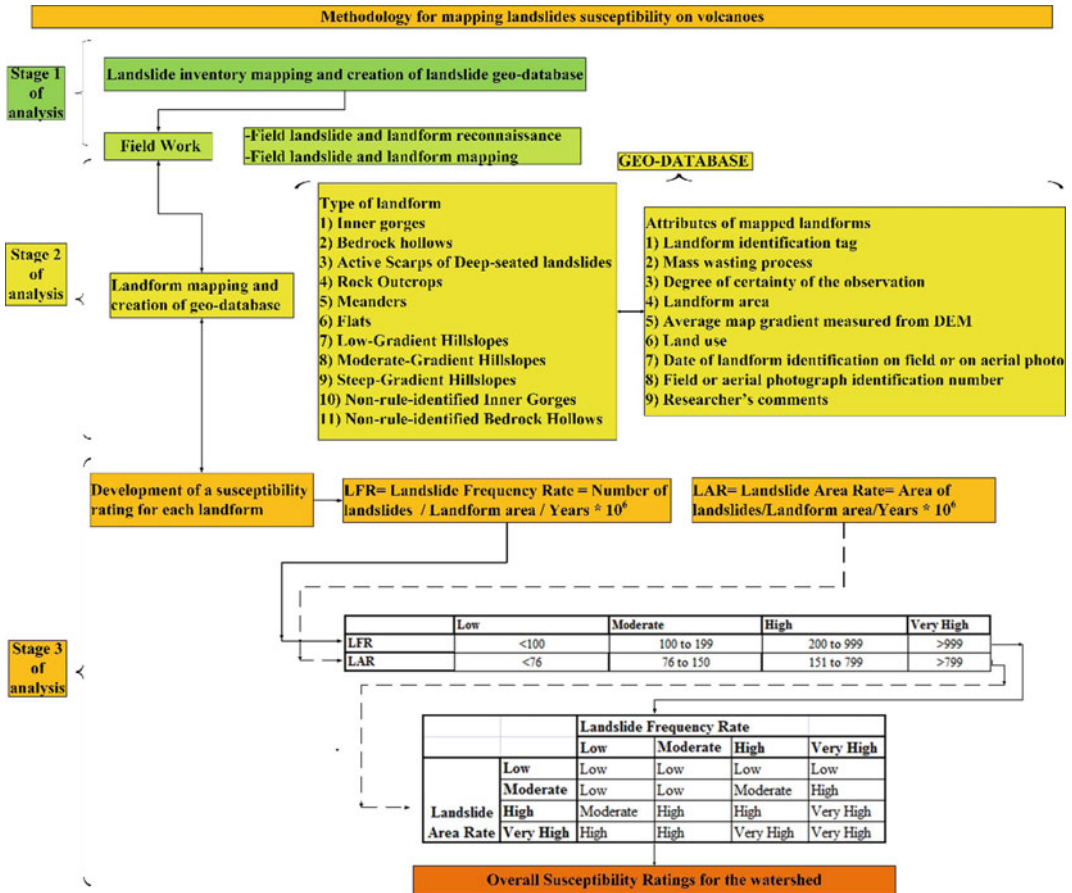 Methodology for mapping landslides susceptibility on volcanoes
Stage 1
of
analysis
Landslide inventory mapping and creation of landslide geo-database
Field Work
-Field landslide and landform reconnaissance
-Field landslide and landform mapping
GEO-DATABASE
Stage 2
of
analysis
Landform mapping and
creation of geo-database
Type of landform
1) Inner gorges
2) Bedrock hollows
3) Active Scarps of Deep-seated landslides
4) Rock Outcrops
5) Meanders
6) Flats
7) Low-Gradient Hillslopes
8) Moderate-Gradient Hillslopes
9) Steep-Gradient Hillslopes
10) Non-rule-identified Inner Gorges
11) Non-rule-identified Bedrock Hollows
Attributes of mapped landforms
1) Landform identification tag
2) Mass wasting process
3) Degree of certainty of the observation
4) Landform area
5) Average map gradient measured from DEM
6) Land use
7) Date of landform identification on field or on aerial photo
8) Field or aerial photograph identification number
9) Researcher's comments
Stage 3
of
analysis
Development of a susceptibility
rating for each landform
LFR= Landslide Frequency Rate = Number of
landslides / Landform area / Years * 10⁶
LAR= Landslide Area Rate= Area of
landslides/Landform area/Years * 10⁶
Low Moderate High Very High
LFR <100 100 to 199 200 to 999 >999
LAR <76 76 to 150 151 to 799 >799
Landslide Frequency Rate
Low Moderate High Very High
Landslide
Area Rate
Low Low Low Low Low
Moderate Low Low Moderate High
High Moderate High High Very High
Very High High High Very High Very High
Overall Susceptibility Ratings for the watershed